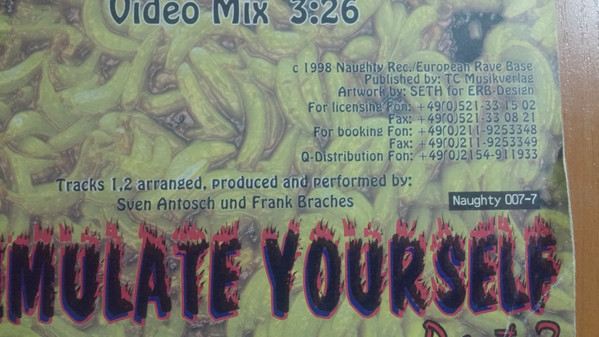 Video Mix 3:26
c 1998 Naughty Rec./European Rave Base
Published by: TC Musikverlag
Artwork by: SETH for ERB-Design
For licensing Fon: +49(0)521-33 15 02
Fax: +49(0)521-33 08 21
For booking Fon: +49(0)211-9253348
Fax: +49(0)211-9253349
Q-Distribution Fon: +49(0)2154-911933
Tracks 1,2 arranged, produced and performed by:
Sven Antosch und Frank Braches
Naughty 007-7
MULATE YOURSELF